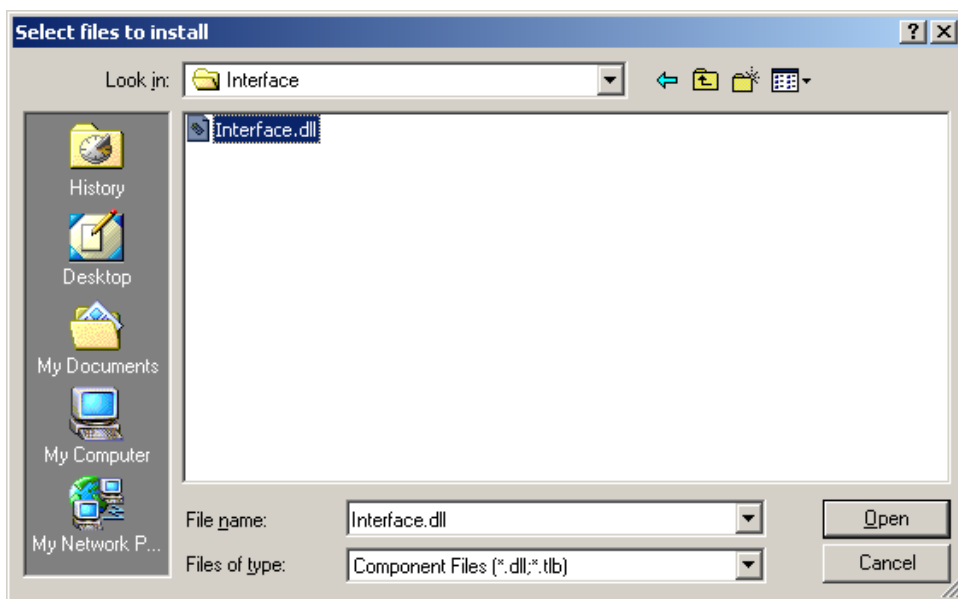 Select files to install
Look in:
Interface
Interface.dll
History
Desktop
My Documents
My Computer
My Network P...
File name:
Interface.dll
Open
Files of type:
Component Files (*.dll;*.tlb)
Cancel